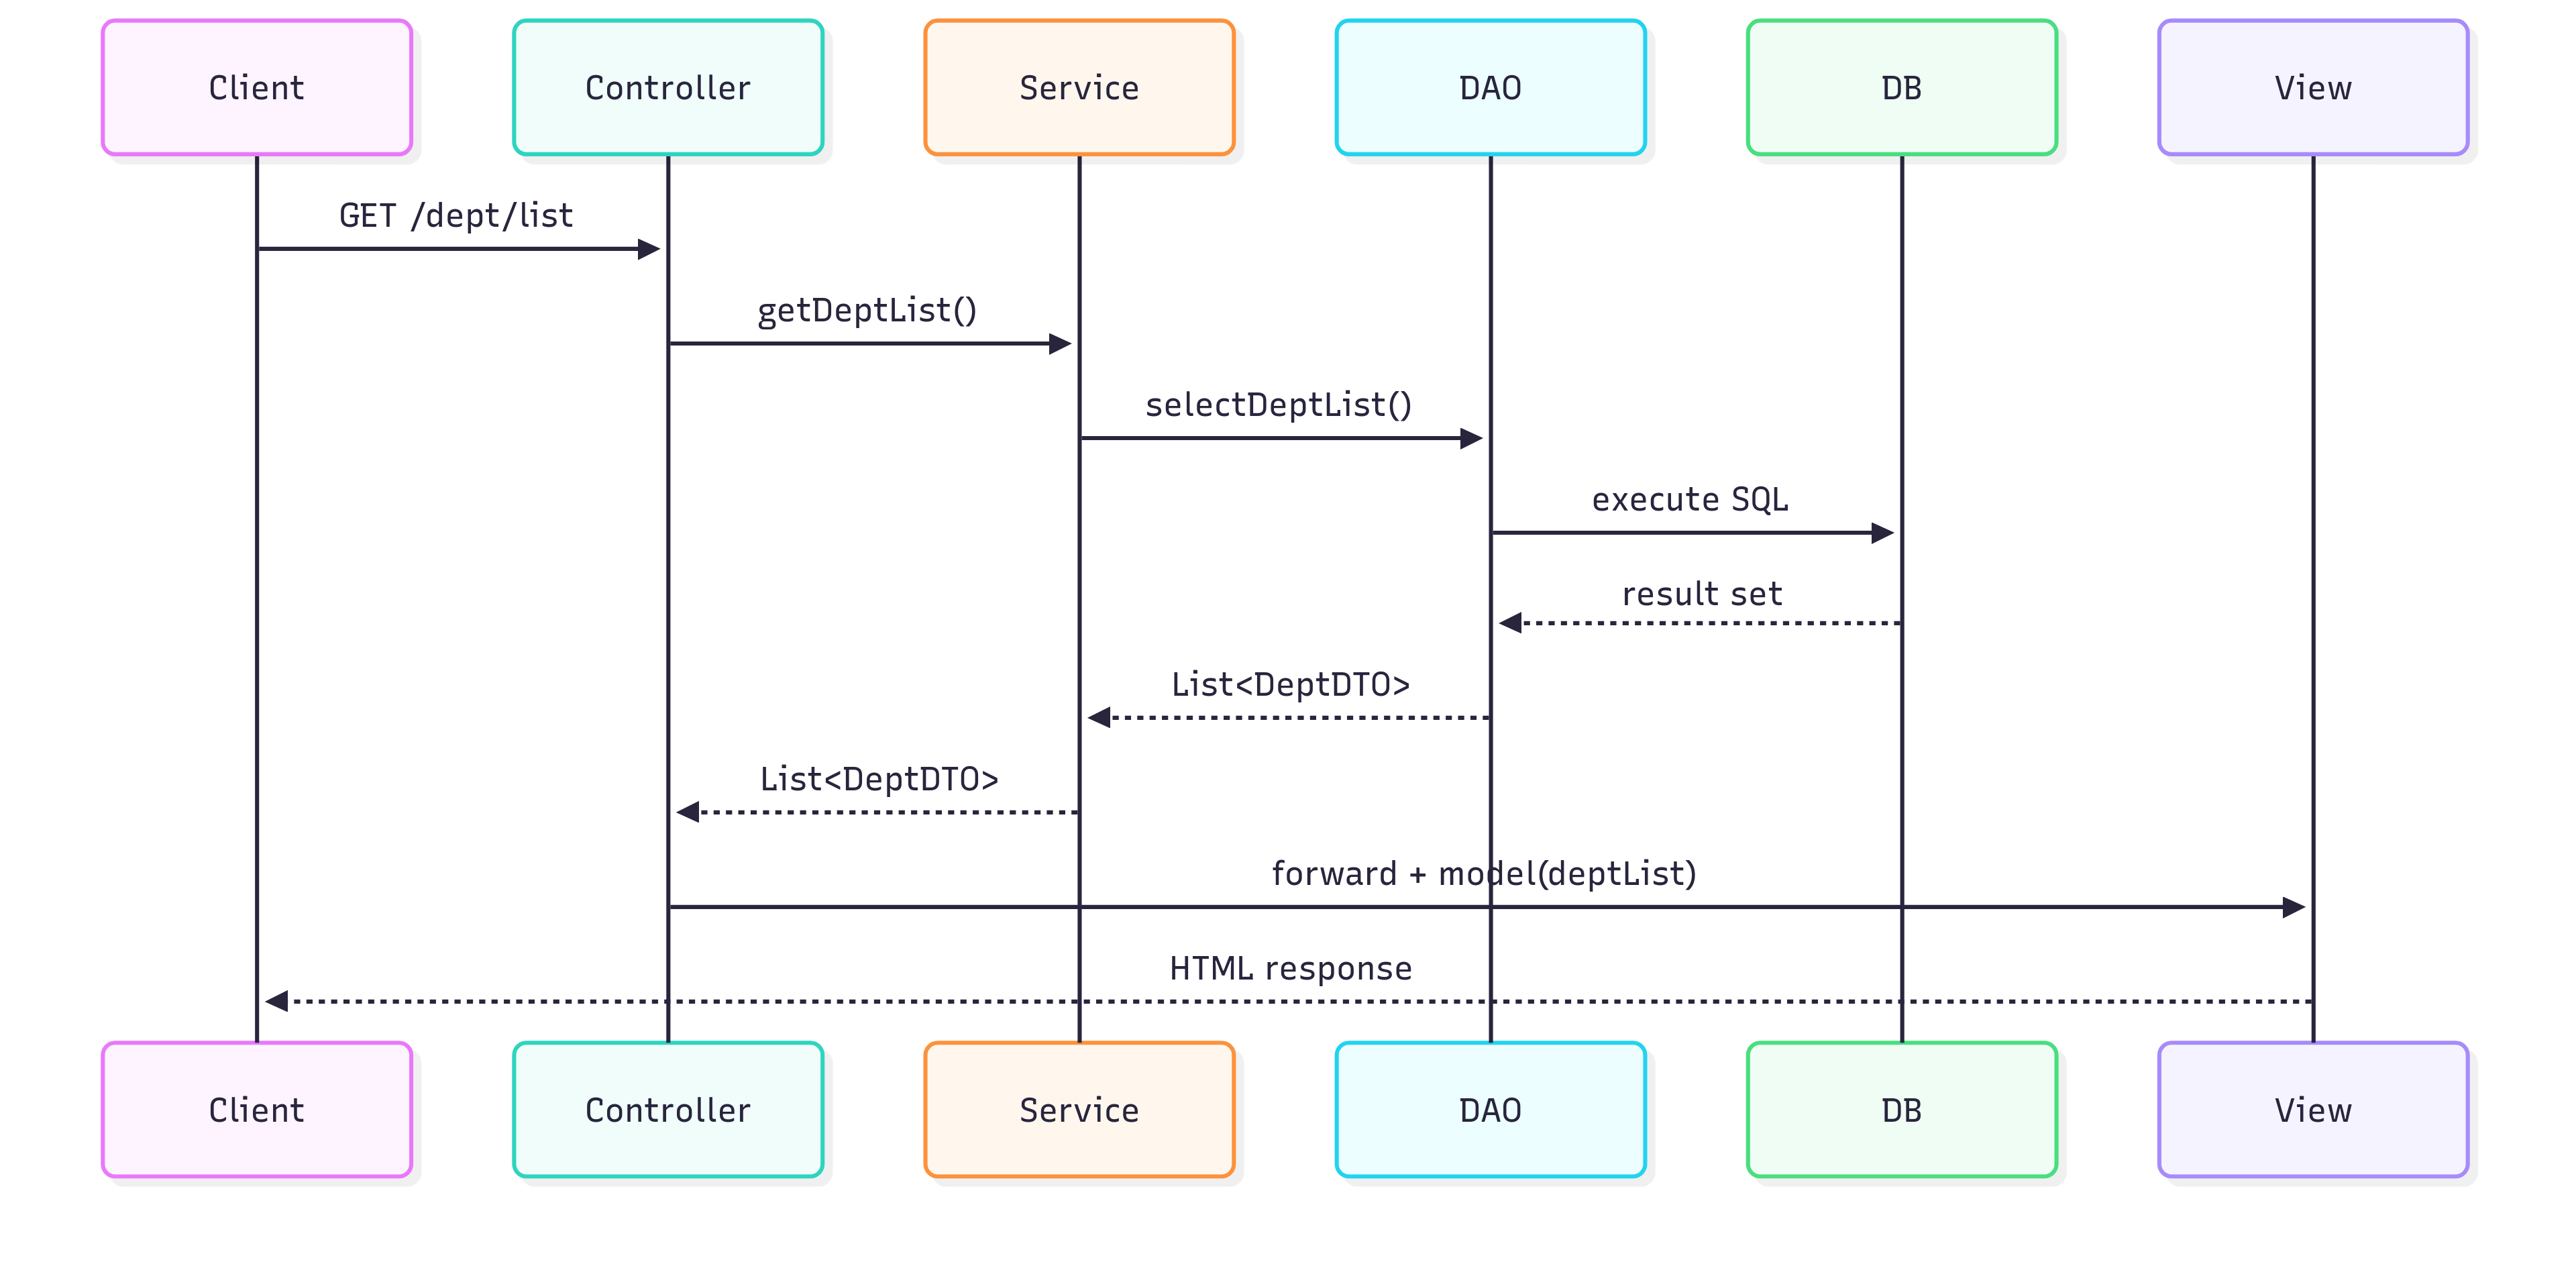 Client
Controller
Service
DAO
DB
View
GET /dept/list
getDeptList()
selectDeptList()
execute SQL
result set
List<DeptDTO>
List<DeptDTO>
forward + model(deptList)
HTML response
Client
Controller
Service
DAO
DB
View